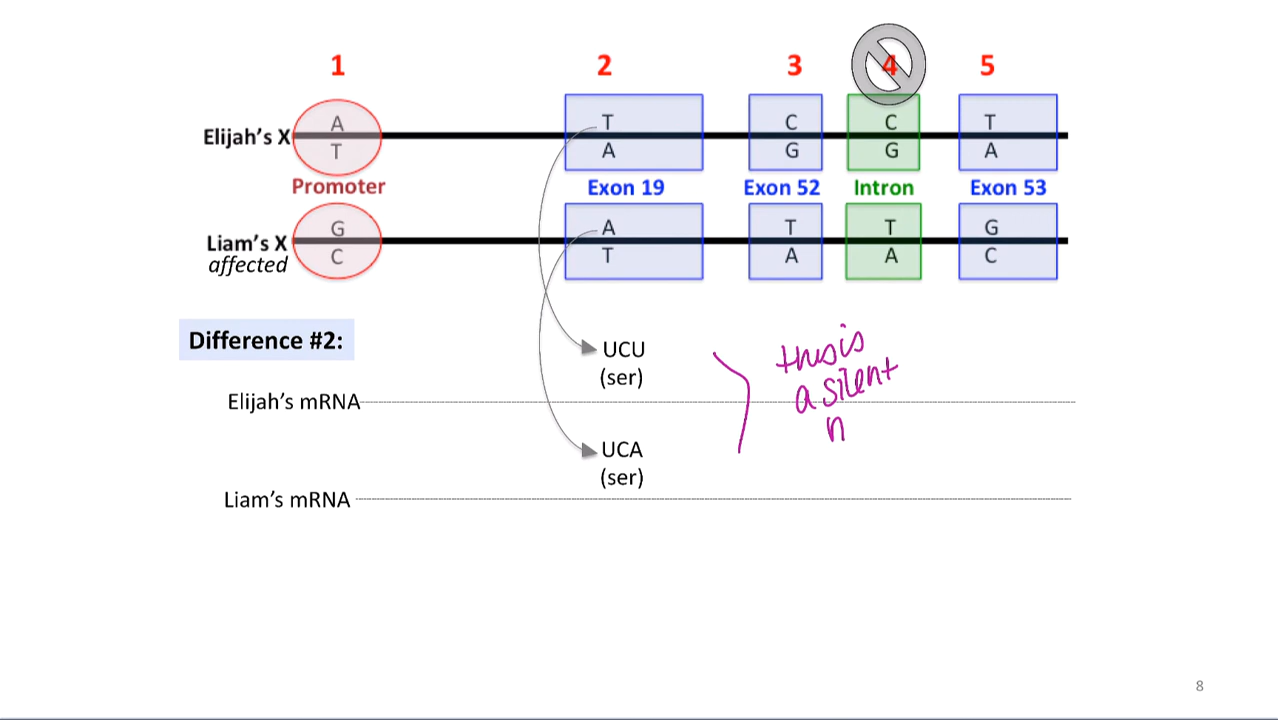 1 2 3 4 5
Elijah's X A T C C T
T A G G A
Promoter Exon 19 Exon 52 Intron Exon 53
Liam's X G A T T G
affected C T A A C
Difference #2:
UCU
(ser)
Elijah's mRNA
UCA
(ser)
Liam's mRNA
this is
a silent
n
8